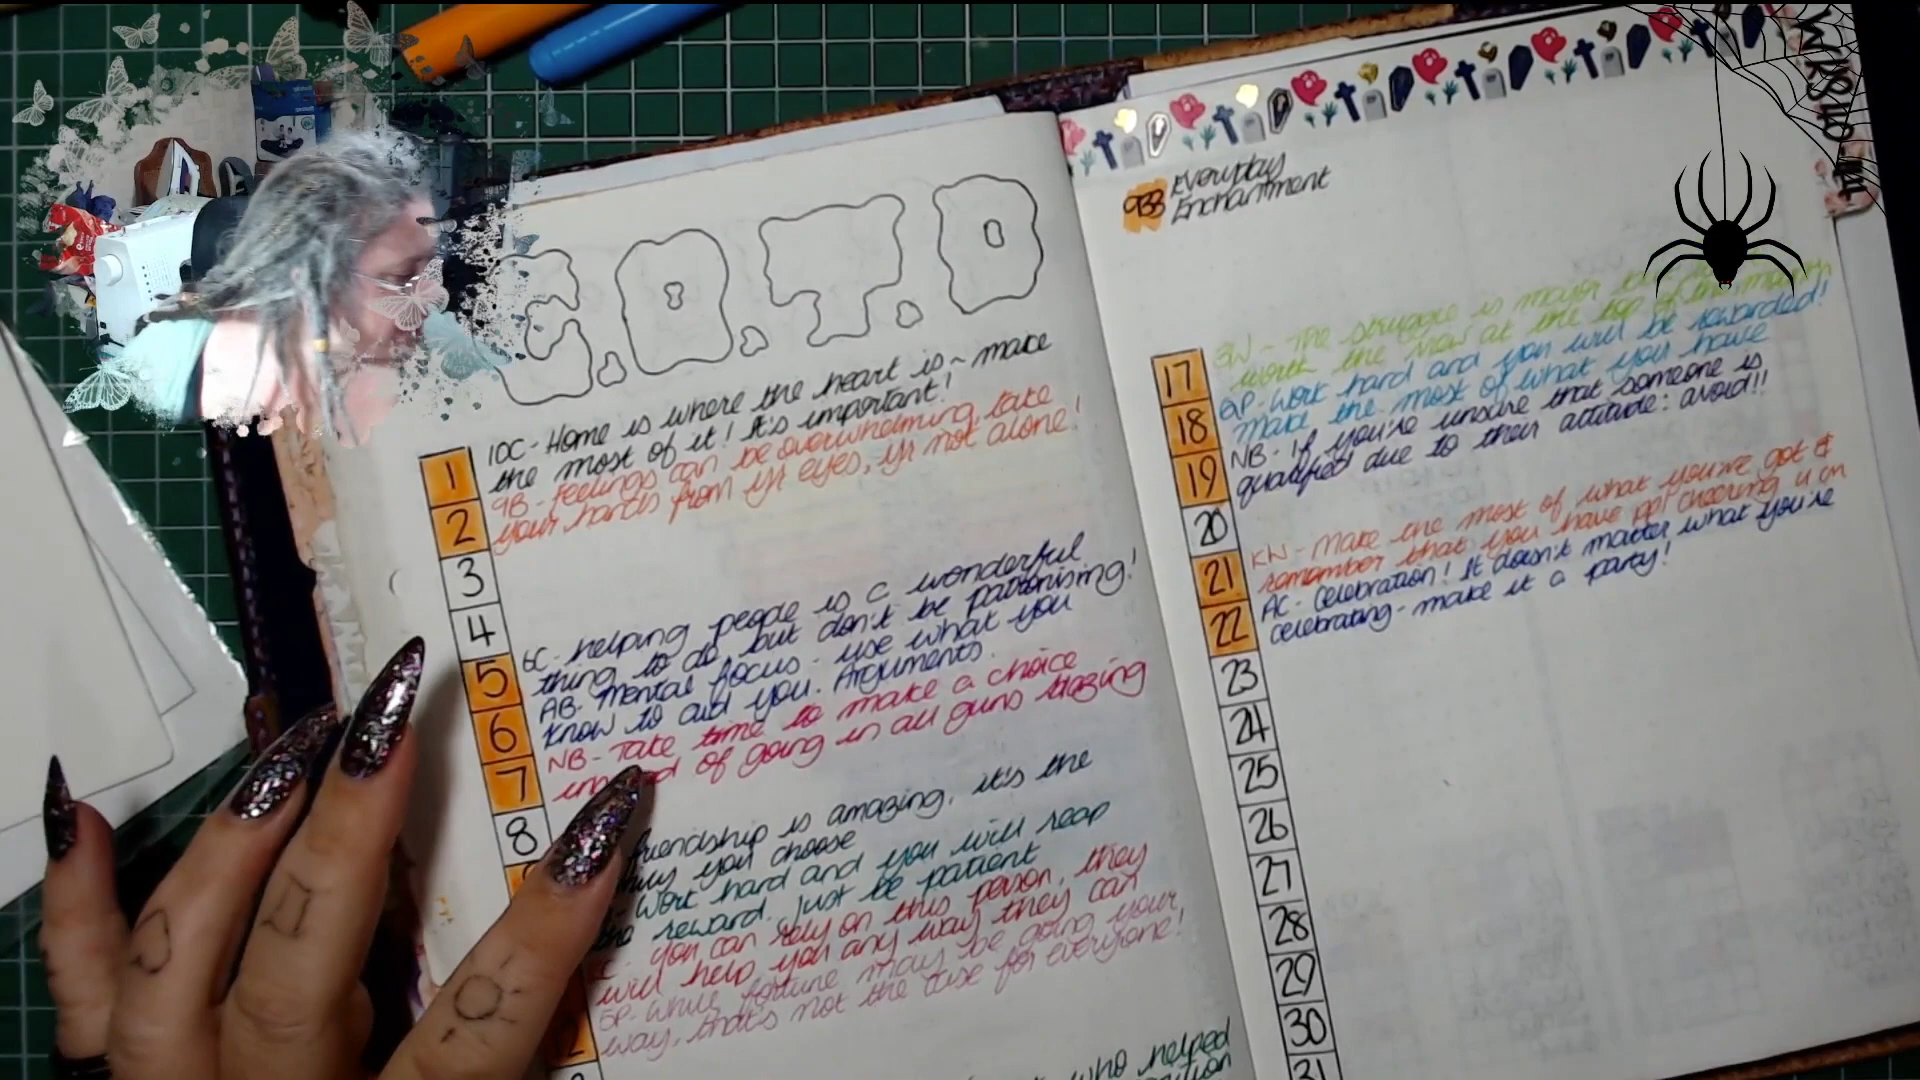 C.O.T.D
1
10C - Home is where the heart is ~ make
the most of it! It's important!
2
9B - Feelings can be overwhelming take
your hands from yr eyes, yr not alone!
3
4
5
6C - helping people is a wonderful
thing to do, but don't be patronising!
6
AB - Mental focus - use what you
know to aid you. Arguments.
7
NB - Take time to make a choice
of going in all guns blazing
8
friendship is amazing, it's the
you choose
work hard and you will reap
reward. Just be patient
you can rely on this person, they
will help you any way they can
5P - While fortune may be going your
way, that's not the case for everyone!
who helped
933 Everyday
Enchantment
17
The struggle is major
worth the view at the top of the
18
Work hard and you will be rewarded!
make the most of what you have
19
NB - If you're unsure that someone is
qualified due to their attitude: avoid!!
20
21
KW - Make the most of what you've got &
remember that you have ppl cheering u on
22
AC - Celebration! It doesn't matter what you're
celebrating - make it a party!
23
24
25
26
27
28
29
30
31